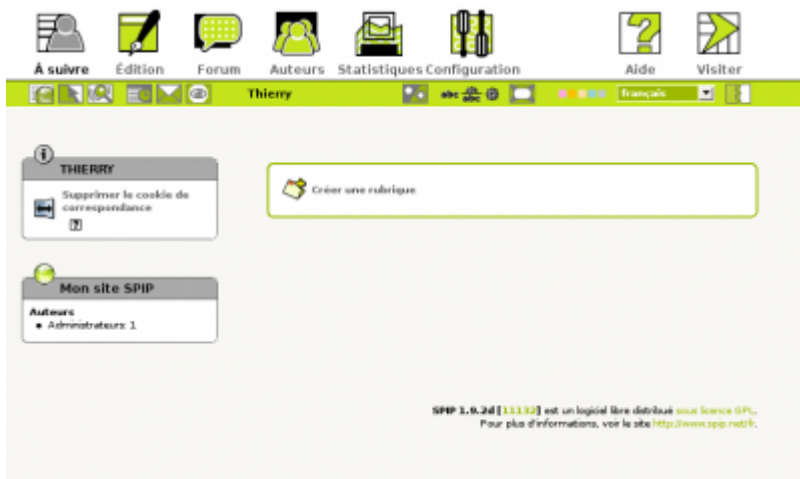 À suivre Édition Forum Auteurs Statistiques Configuration Aide Visiter
Thierry abc abc français
THIERRY
Supprimer le cookie de
correspondance
?
Créer une rubrique
Mon site SPIP
Auteurs
• Administrateurs: 1
SPIP 1.9.2d [11132] est un logiciel libre distribué sous licence GPL.
Pour plus d'informations, voir le site http://www.spip.net/fr.